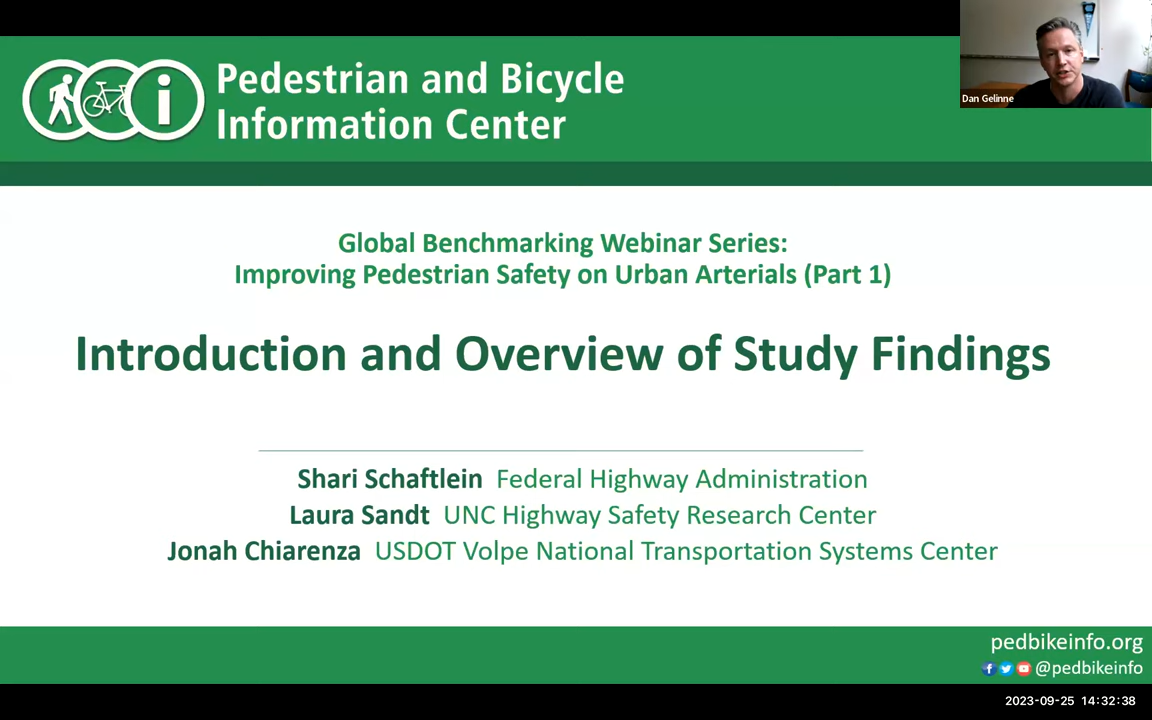 Pedestrian and Bicycle
Information Center
Dan Gelinne
Global Benchmarking Webinar Series:
Improving Pedestrian Safety on Urban Arterials (Part 1)
Introduction and Overview of Study Findings
Shari Schaftlein Federal Highway Administration
Laura Sandt UNC Highway Safety Research Center
Jonah Chiarenza USDOT Volpe National Transportation Systems Center
pedbikeinfo.org
@pedbikeinfo
2023-09-25 14:32:38